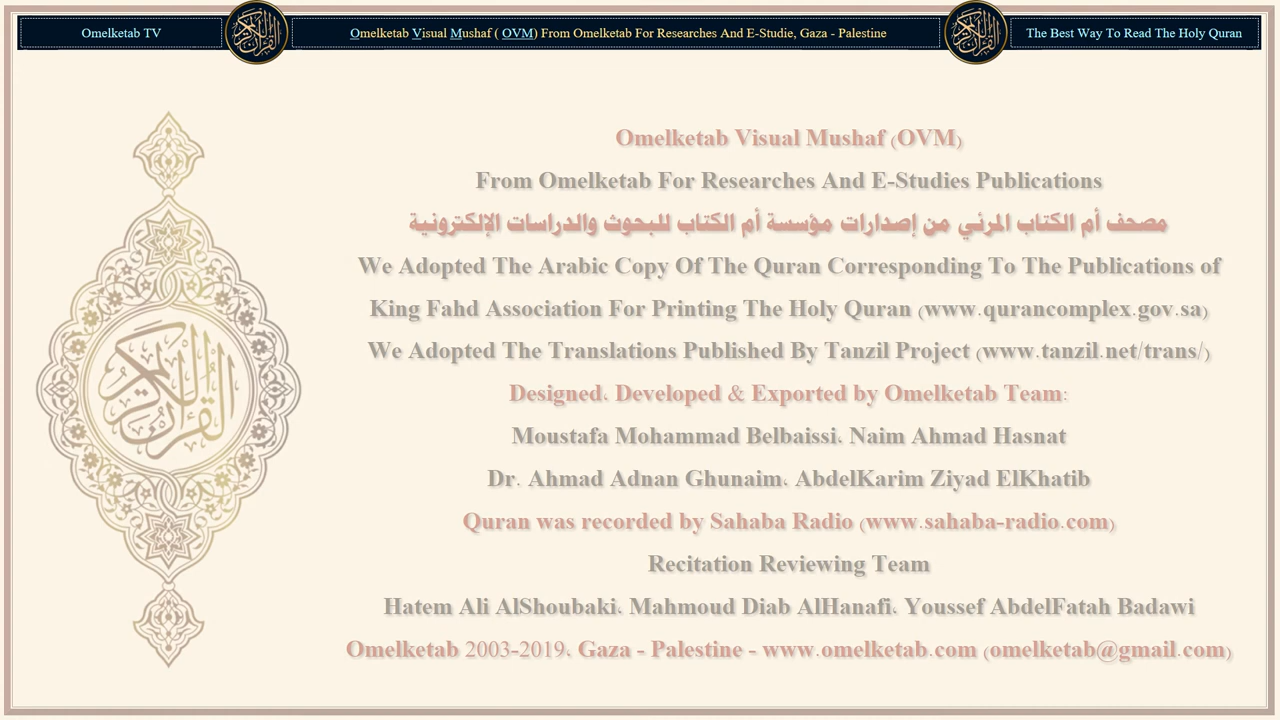 Omelketab TV
Omelketab Visual Mushaf ( OVM) From Omelketab For Researches And E-Studie, Gaza - Palestine
The Best Way To Read The Holy Quran
Omelketab Visual Mushaf (OVM)
From Omelketab For Researches And E-Studies Publications
مصحف أم الكتاب المرئي من إصدارات مؤسسة أم الكتاب للبحوث والدراسات الإلكترونية
We Adopted The Arabic Copy Of The Quran Corresponding To The Publications of
King Fahd Association For Printing The Holy Quran (www.qurancomplex.gov.sa)
We Adopted The Translations Published By Tanzil Project (www.tanzil.net/trans/)
Designed، Developed & Exported by Omelketab Team:
Moustafa Mohammad Belbaissi، Naim Ahmad Hasnat
Dr. Ahmad Adnan Ghunaim، AbdelKarim Ziyad ElKhatib
Quran was recorded by Sahaba Radio (www.sahaba-radio.com)
Recitation Reviewing Team
Hatem Ali AlShoubaki، Mahmoud Diab AlHanafi، Youssef AbdelFatah Badawi
Omelketab 2003-2019، Gaza - Palestine - www.omelketab.com (omelketab@gmail.com)
القرآن الكريم